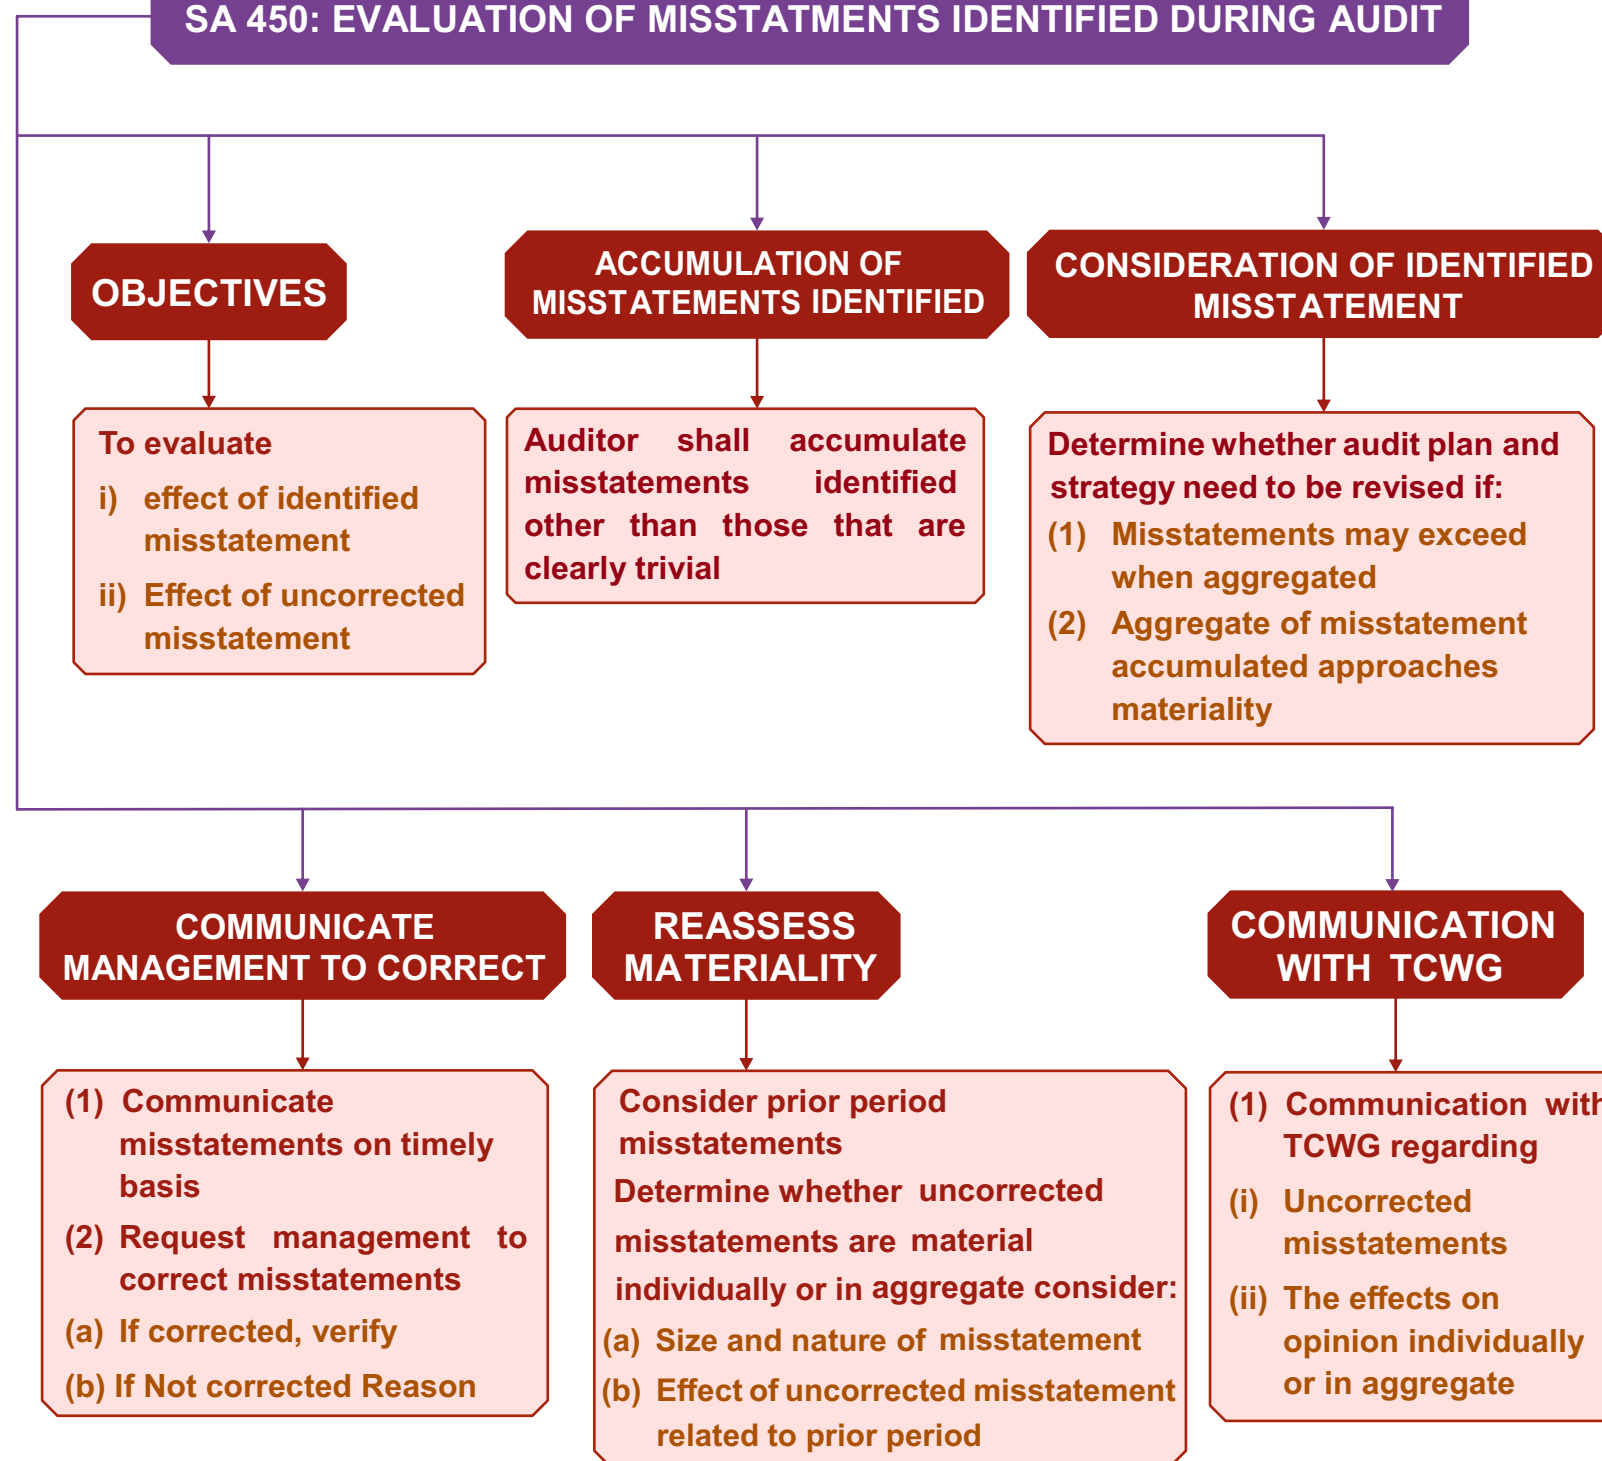 SA 450: EVALUATION OF MISSTATMENTS IDENTIFIED DURING AUDIT
OBJECTIVES
To evaluate
i) effect of identified
misstatement
ii) Effect of uncorrected
misstatement
ACCUMULATION OF
MISSTATEMENTS IDENTIFIED
Auditor shall accumulate
misstatements identified
other than those that are
clearly trivial
CONSIDERATION OF IDENTIFIED
MISSTATEMENT
Determine whether audit plan and
strategy need to be revised if:
(1) Misstatements may exceed
when aggregated
(2) Aggregate of misstatement
accumulated approaches
materiality
COMMUNICATE
MANAGEMENT TO CORRECT
(1) Communicate
misstatements on timely
basis
(2) Request management to
correct misstatements
(a) If corrected, verify
(b) If Not corrected Reason
REASSESS
MATERIALITY
Consider prior period
misstatements
Determine whether uncorrected
misstatements are material
individually or in aggregate consider:
(a) Size and nature of misstatement
(b) Effect of uncorrected misstatement
related to prior period
COMMUNICATION
WITH TCWG
(1) Communication with
TCWG regarding
(i) Uncorrected
misstatements
(ii) The effects on
opinion individually
or in aggregate